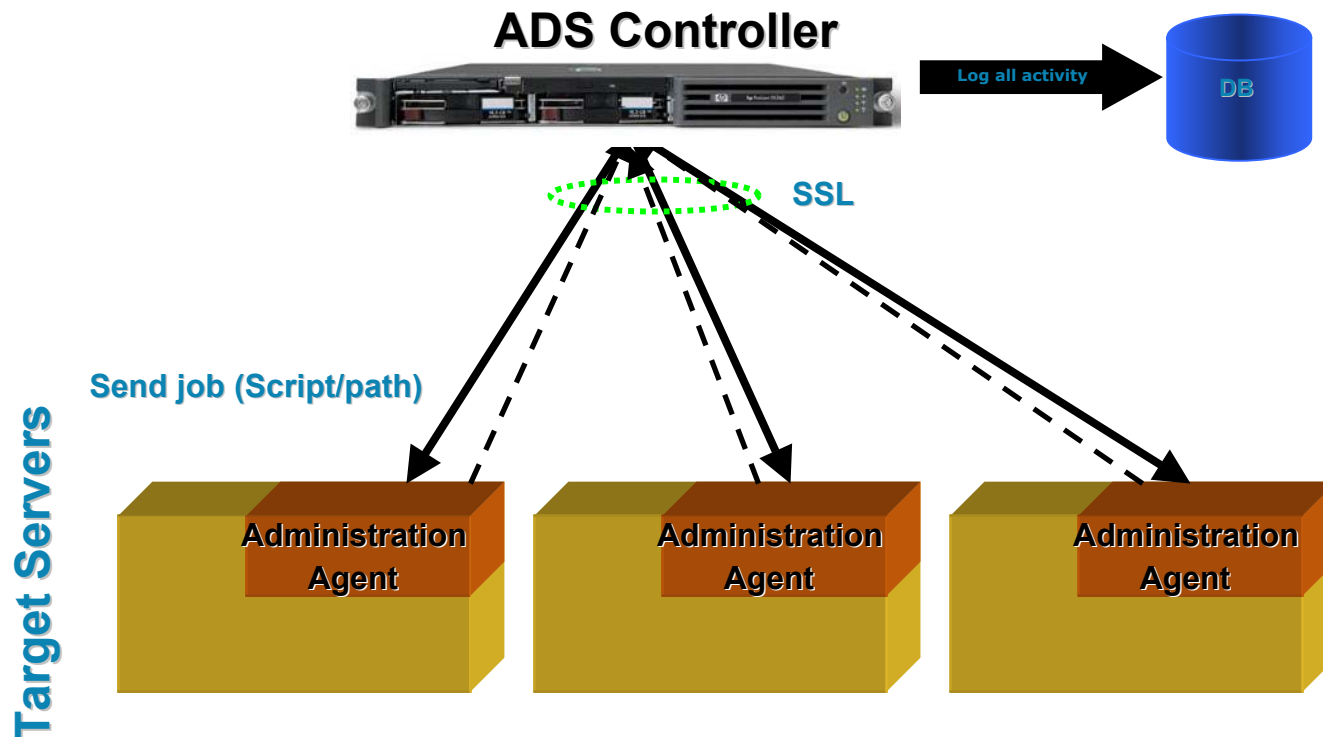 ADS Controller
Log all activity
DB
SSL
Send job (Script/path)
Target Servers
Administration
Agent
Administration
Agent
Administration
Agent